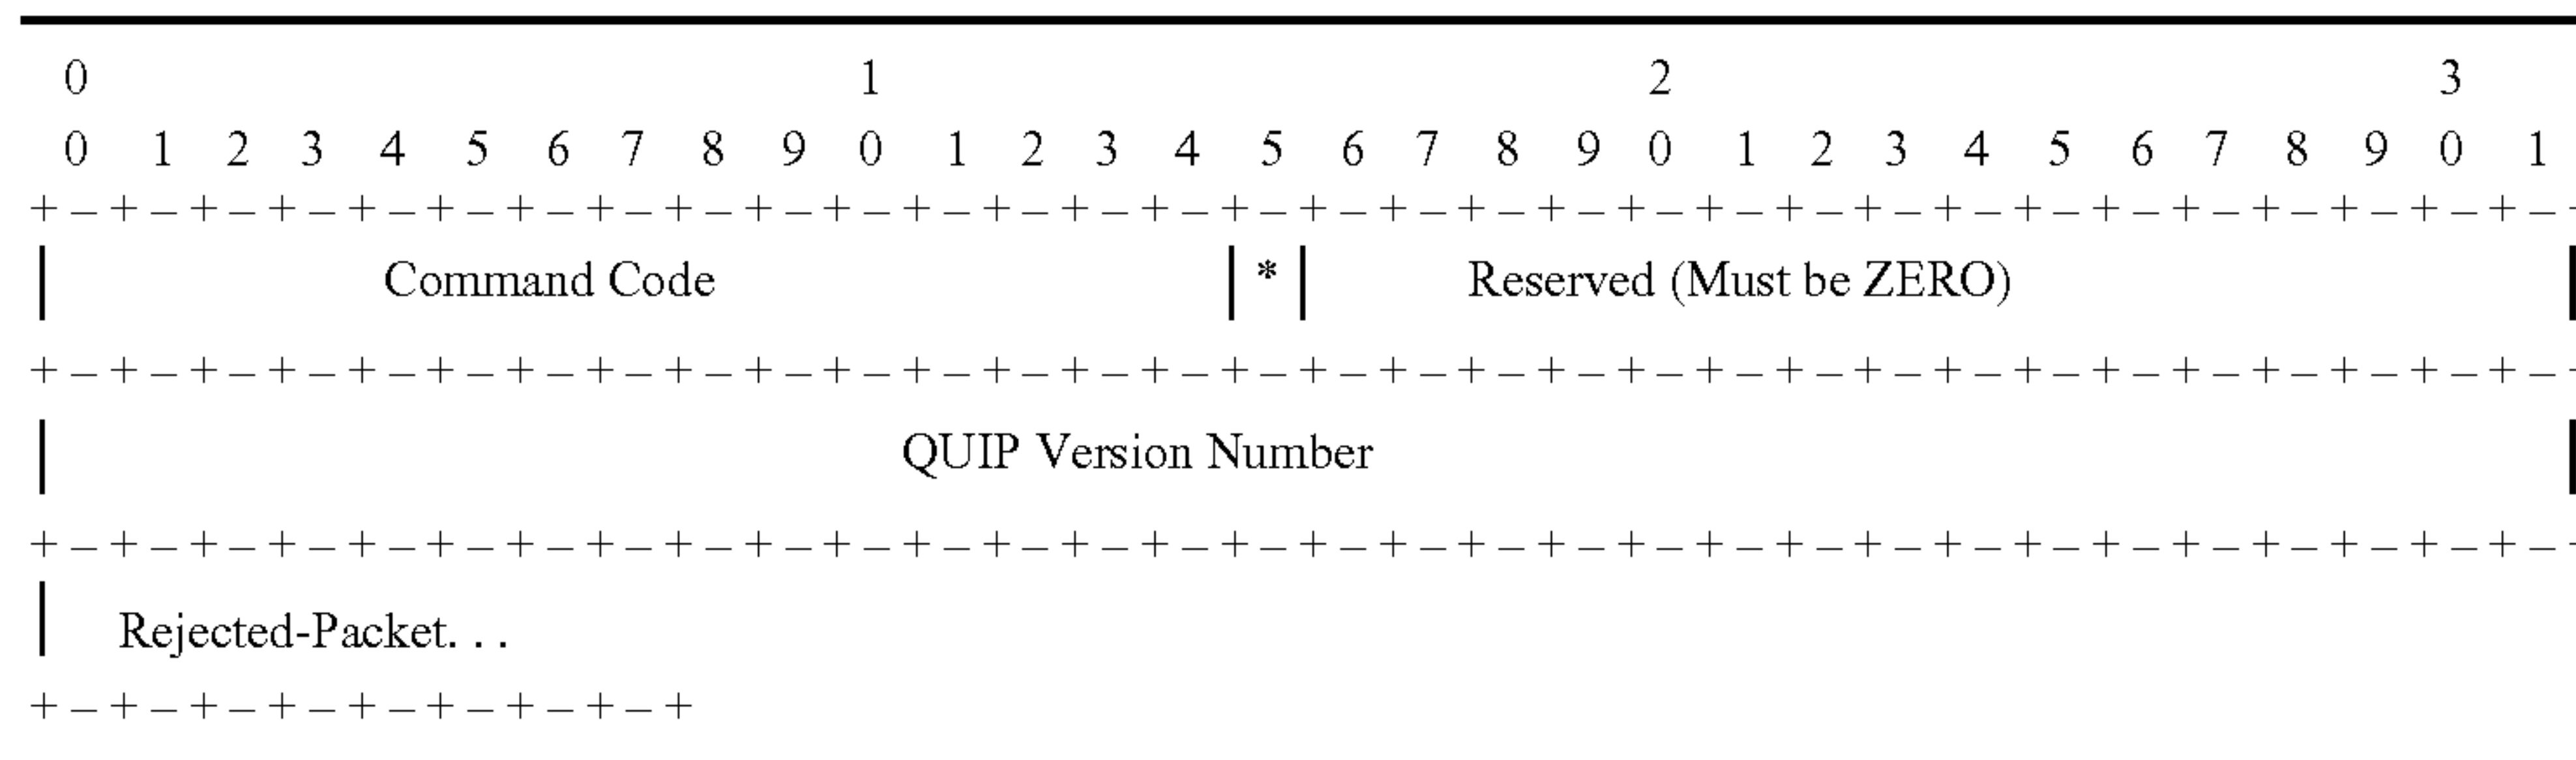 0 1 2 3
0 1 2 3 4 5 6 7 8 9 0 1 2 3 4 5 6 7 8 9 0 1 2 3 4 5 6 7 8 9 0 1
+–+–+–+–+–+–+–+–+–+–+–+–+–+–+–+–+–+–+–+–+–+–+–+–+–+–+–+–+–+–+–+–+
| Command Code |*| Reserved (Must be ZERO) |
+–+–+–+–+–+–+–+–+–+–+–+–+–+–+–+–+–+–+–+–+–+–+–+–+–+–+–+–+–+–+–+–+
| QUIP Version Number |
+–+–+–+–+–+–+–+–+–+–+–+–+–+–+–+–+–+–+–+–+–+–+–+–+–+–+–+–+–+–+–+–+
| Rejected-Packet. . .
+–+–+–+–+–+–+–+–+